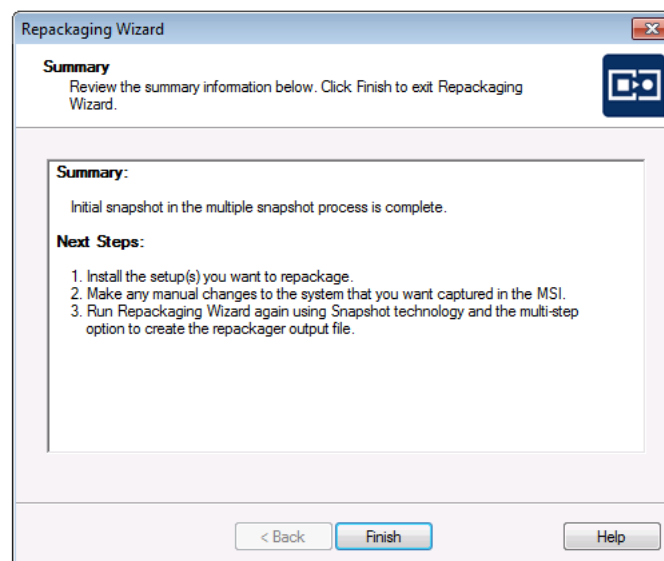 Repackaging Wizard
Summary
Review the summary information below. Click Finish to exit Repackaging
Wizard.
Summary:
Initial snapshot in the multiple snapshot process is complete.
Next Steps:
1. Install the setup(s) you want to repackage.
2. Make any manual changes to the system that you want captured in the MSI.
3. Run Repackaging Wizard again using Snapshot technology and the multi-step
option to create the repackager output file.
< Back
Finish
Help